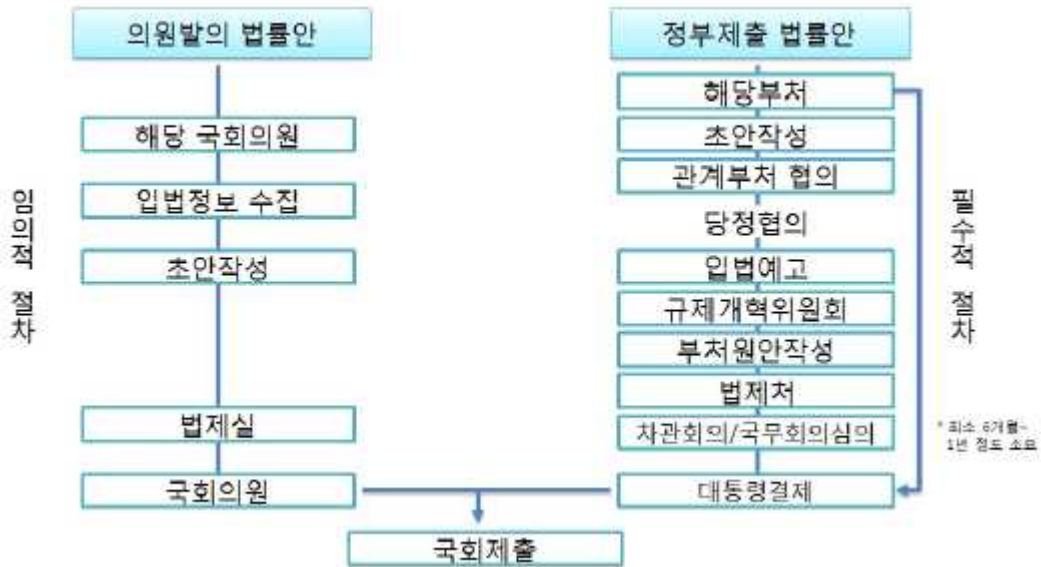 의원발의 법률안
해당 국회의원
입법정보 수집
초안작성
법제실
국회의원
임의적 절차
정부제출 법률안
해당부처
초안작성
관계부처 협의
당정협의
입법예고
규제개혁위원회
부처원안작성
법제처
차관회의/국무회의심의
대통령결제
필수적 절차
* 최소 6개월~
1년 정도 소요
국회제출